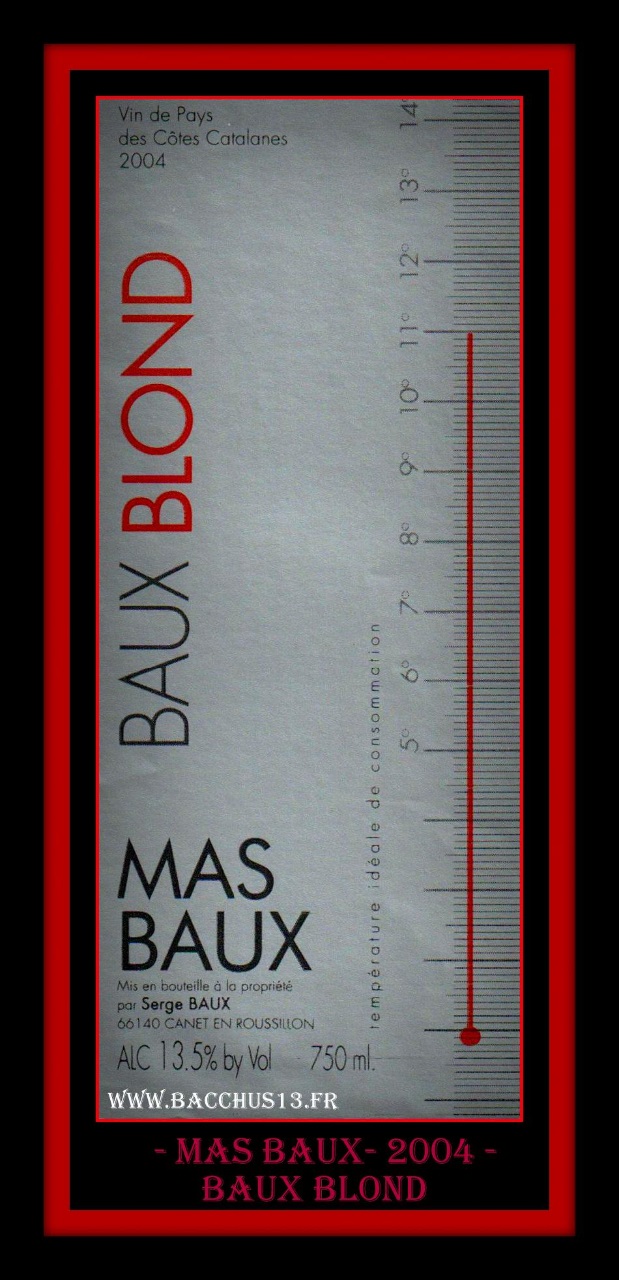 Vin de Pays
des Côtes Catalanes
2004
14°
13°
12°
11°
10°
9°
8°
7°
6°
5°
BAUX BLOND
température idéale de consommation
MAS
BAUX
Mis en bouteille à la propriété
par Serge BAUX
66140 CANET EN ROUSSILLON
ALC 13.5% by Vol 750 ml.
WWW.BACCHUS13.FR
- MAS BAUX- 2004 -
BAUX BLOND